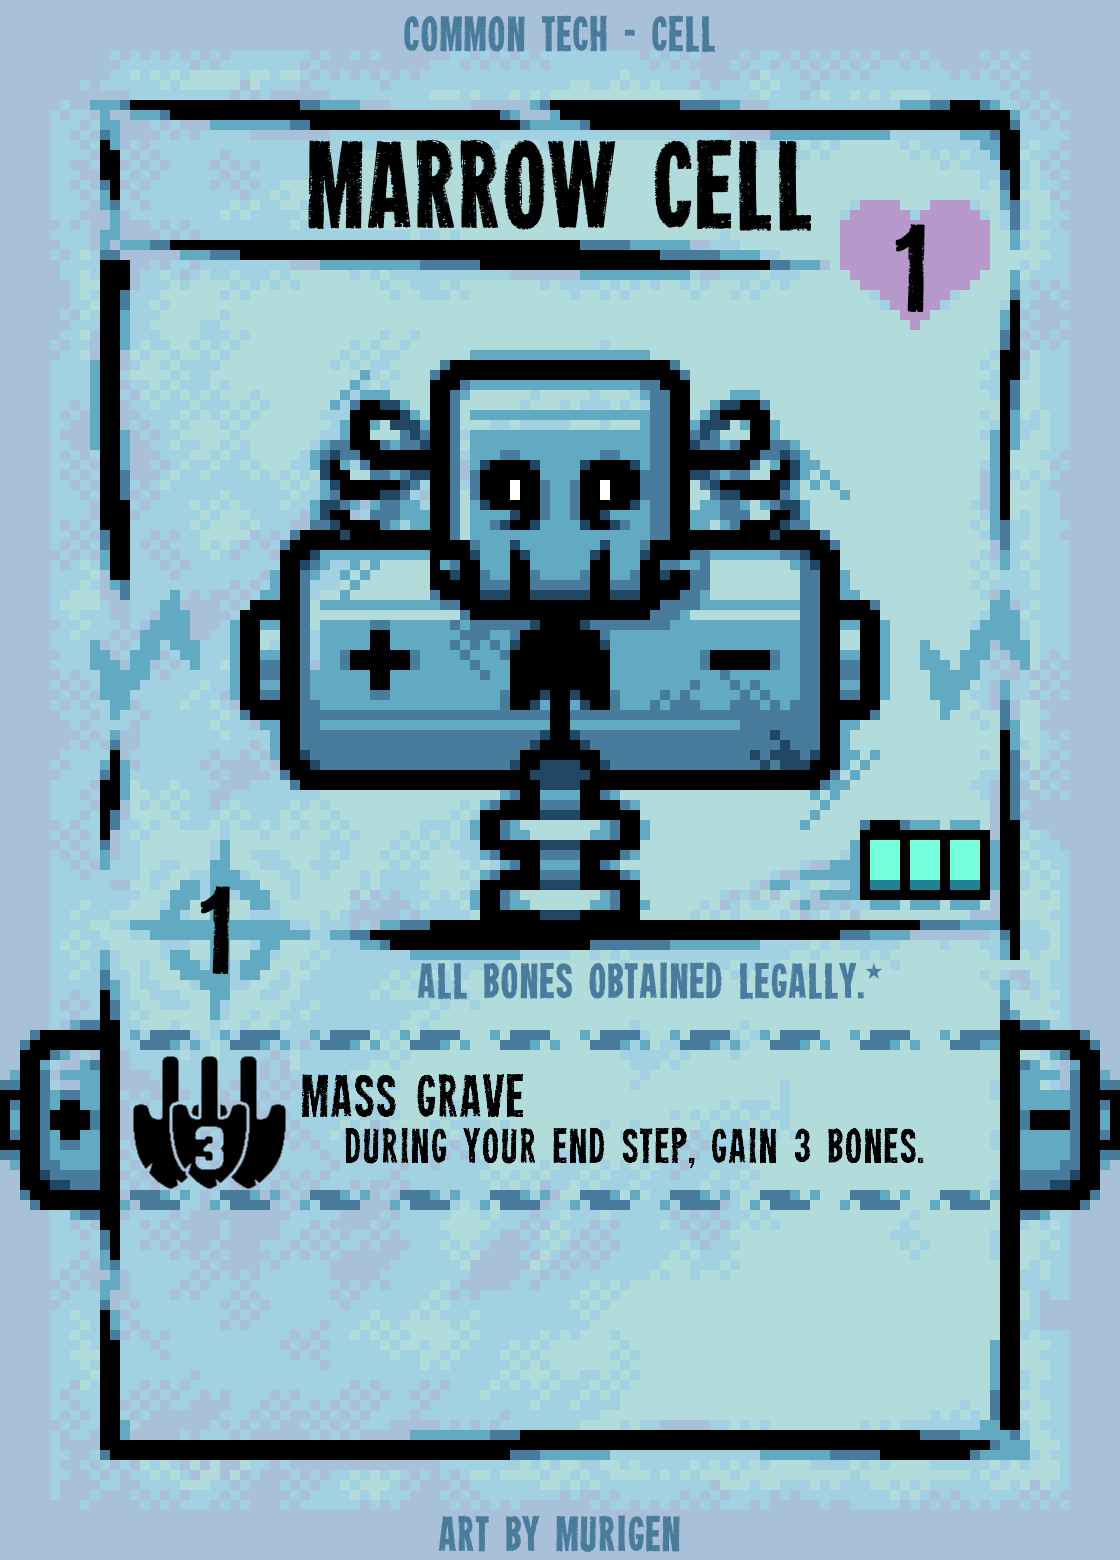 COMMON TECH - CELL
MARROW CELL
1
+ -
1
ALL BONES OBTAINED LEGALLY.*
MASS GRAVE
3
DURING YOUR END STEP, GAIN 3 BONES.
+ -
ART BY MURIGEN